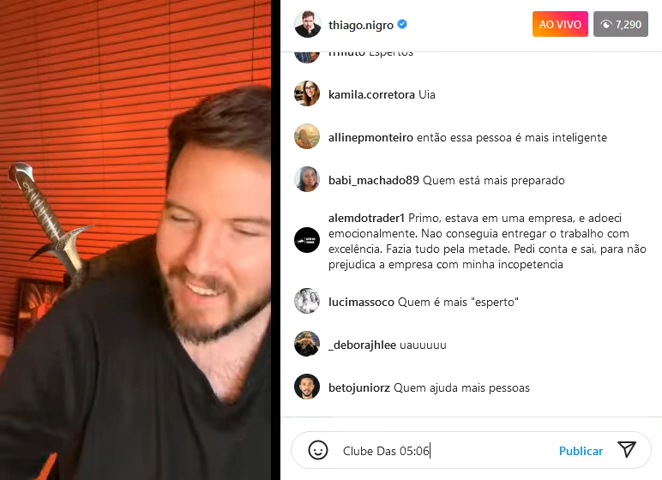 thiago.nigro
AO VIVO
7,290
Espertos
kamila.corretora Uia
allinepmonteiro então essa pessoa é mais inteligente
babi_machado89 Quem está mais preparado
alemdotrader1 Primo, estava em uma empresa, e adoeci
emocionalmente. Nao conseguia entregar o trabalho com
excelência. Fazia tudo pela metade. Pedi conta e sai, para não
prejudica a empresa com minha incopetencia
lucimassoco Quem é mais "esperto"
_deborajhlee uauuuuu
betojuniorz Quem ajuda mais pessoas
Clube Das 05:06
Publicar